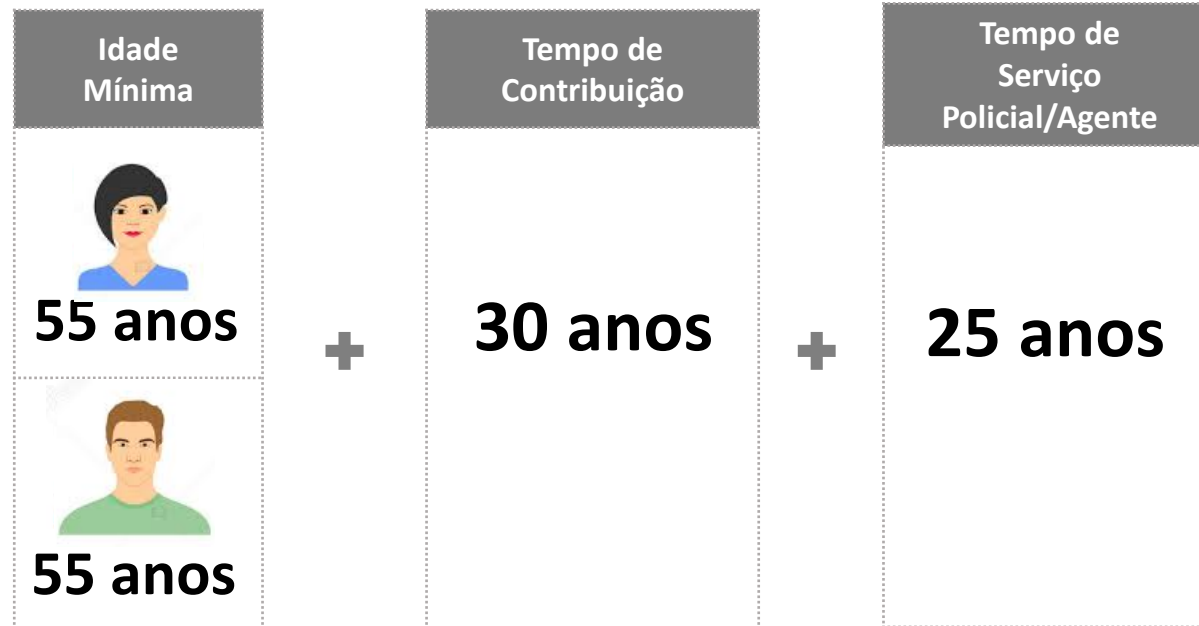 Idade
Mínima
55 anos
55 anos
Tempo de
Contribuição
30 anos
Tempo de
Serviço
Policial/Agente
25 anos